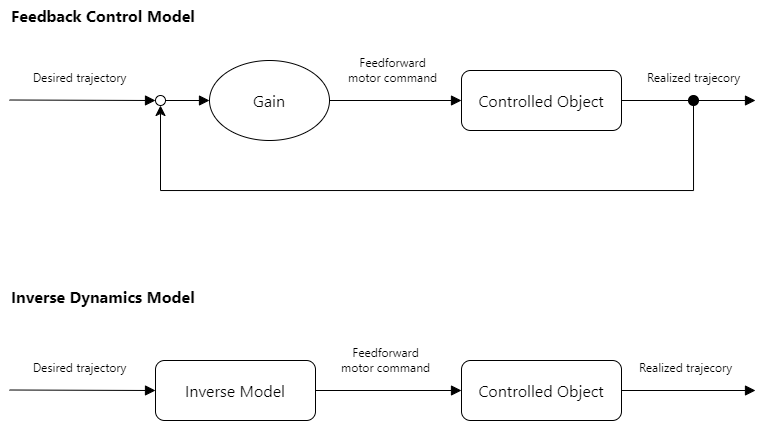 Feedback Control Model
Desired trajectory
Gain
Feedforward
motor command
Controlled Object
Realized trajecory
Inverse Dynamics Model
Desired trajectory
Inverse Model
Feedforward
motor command
Controlled Object
Realized trajecory